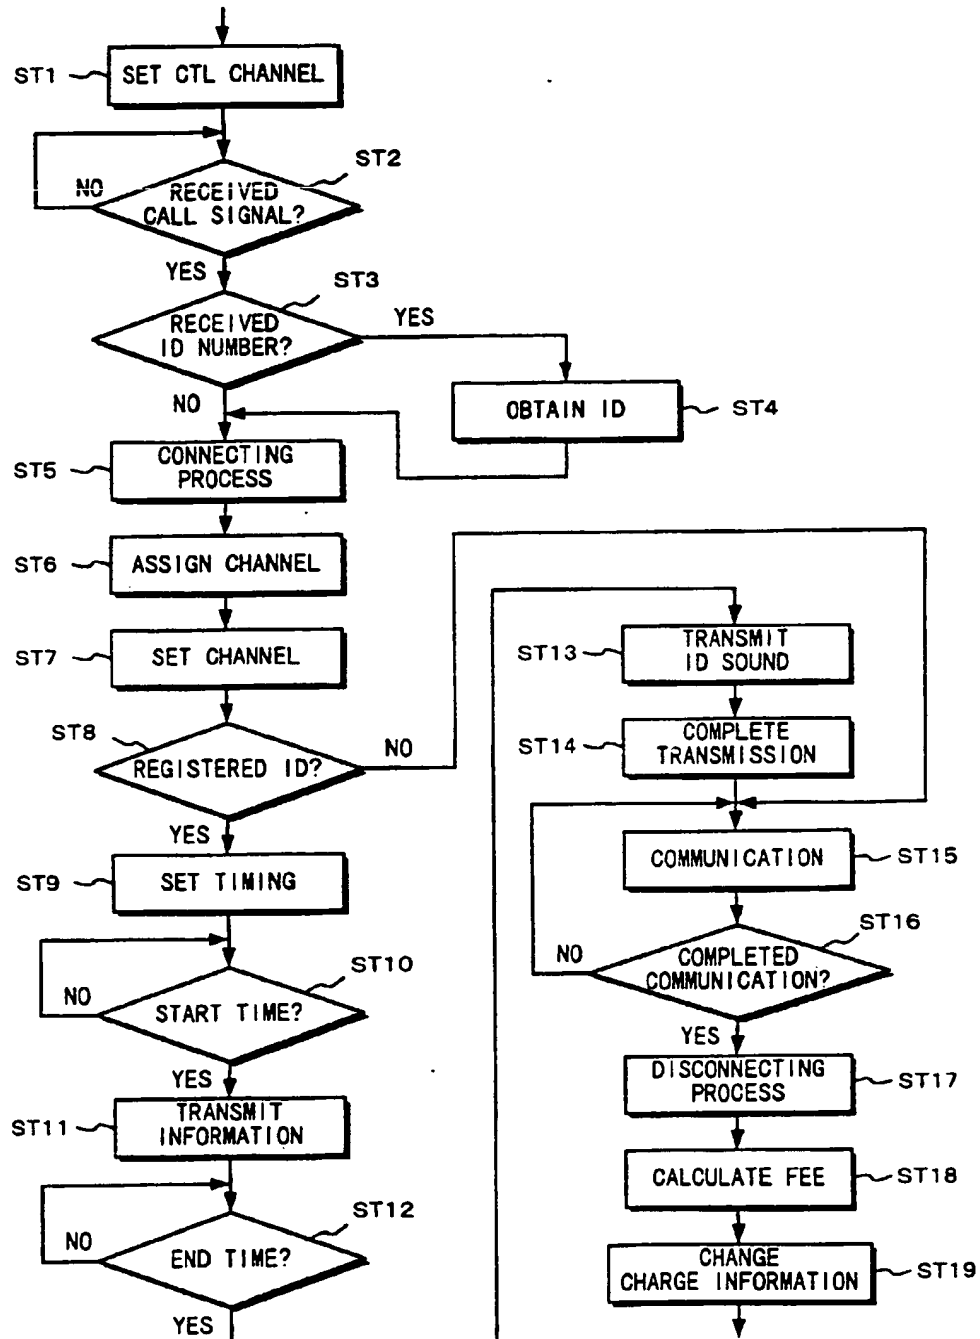 ST1
SET CTL CHANNEL
ST2
NO
RECEIVED
CALL SIGNAL?
YES
ST3
RECEIVED
ID NUMBER?
YES
NO
OBTAIN ID
ST4
ST5
CONNECTING
PROCESS
ST6
ASSIGN CHANNEL
ST7
SET CHANNEL
ST8
REGISTERED ID?
NO
YES
ST9
SET TIMING
ST10
NO
START TIME?
YES
ST11
TRANSMIT
INFORMATION
ST12
NO
END TIME?
YES
ST13
TRANSMIT
ID SOUND
ST14
COMPLETE
TRANSMISSION
COMMUNICATION
ST15
ST16
NO
COMPLETED
COMMUNICATION?
YES
DISCONNECTING
PROCESS
ST17
CALCULATE FEE
ST18
CHANGE
CHARGE INFORMATION
ST19